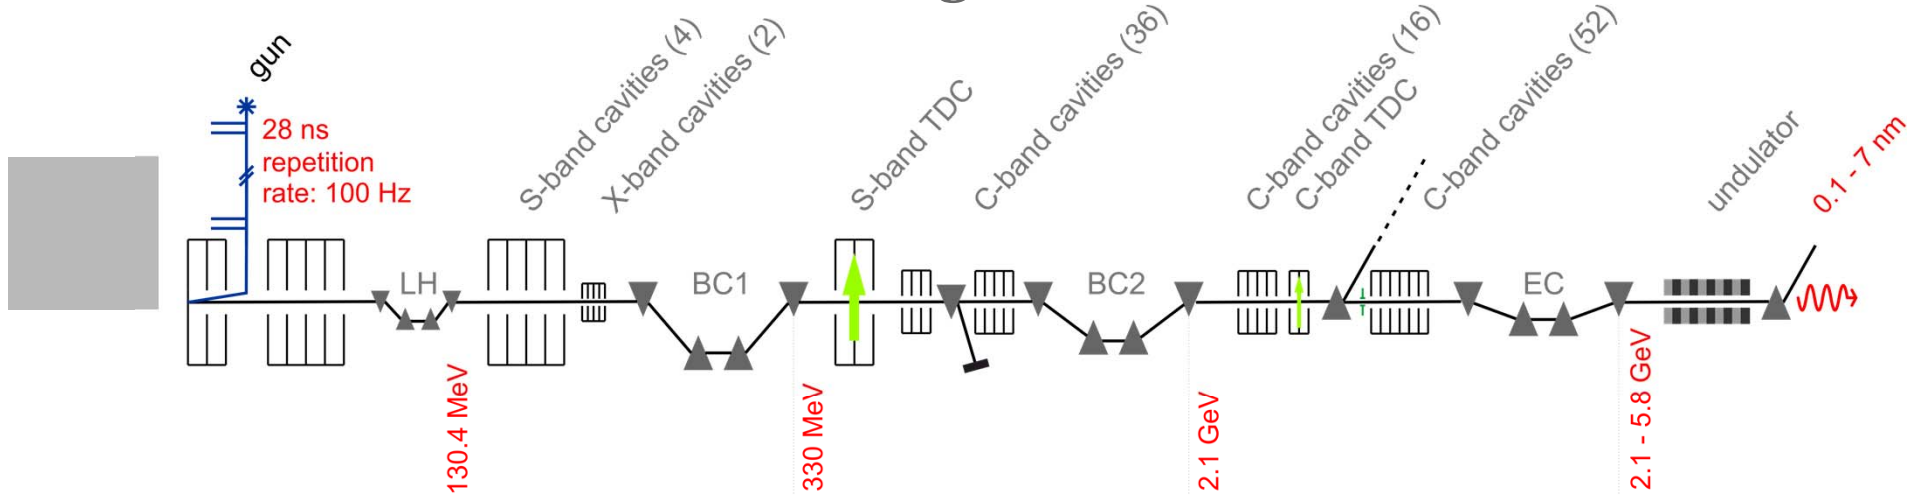 gun
28 ns
repetition
rate: 100 Hz
S-band cavities (4)
X-band cavities (2)
S-band TDC
C-band cavities (36)
C-band cavities (16)
C-band TDC
C-band cavities (52)
undulator
0.1 - 7 nm
LH
BC1
BC2
EC
130.4 MeV
330 MeV
2.1 GeV
2.1 - 5.8 GeV